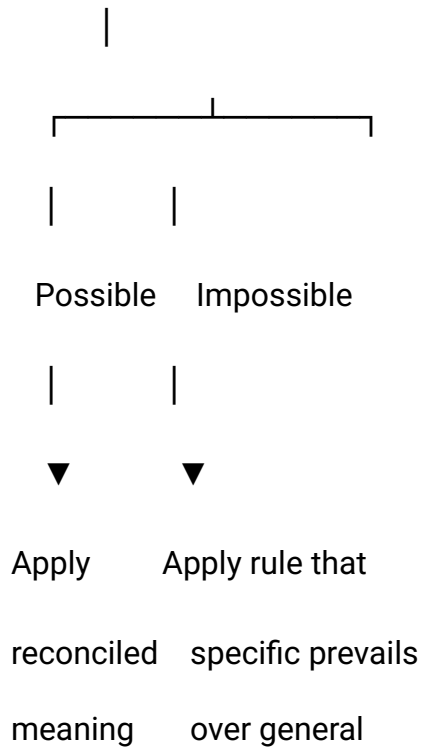 Possible Impossible
Apply Apply rule that
reconciled specific prevails
meaning over general